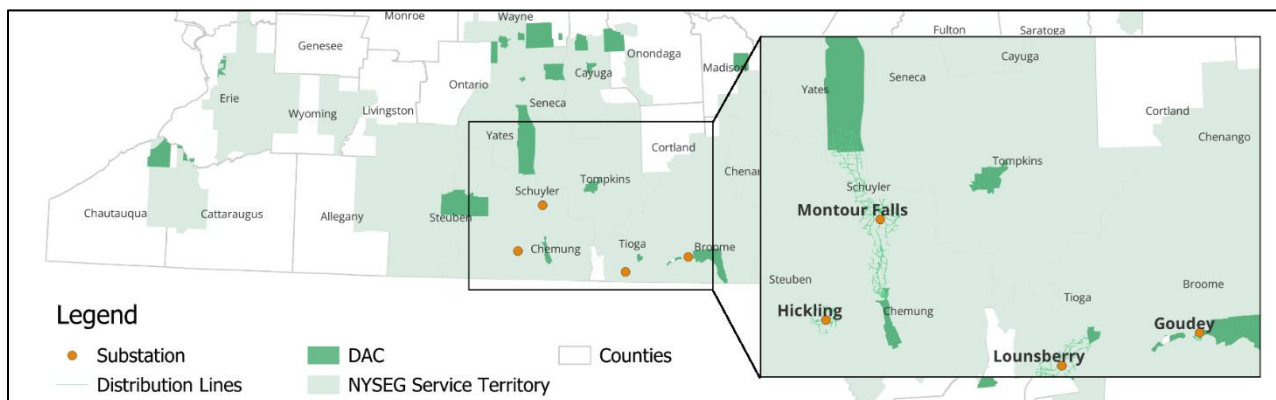 Monroe
Wayne
Genesee
Onondaga
Madison
Cayuga
Ontario
Erie
Wyoming
Livingston
Seneca
Yates
Cortland
Tompkins
Schuyler
Chautauqua
Cattaraugus
Allegany
Steuben
Chemung
Tioga
Broome
Fulton
Saratoga
Cayuga
Seneca
Yates
Cortland
Chenango
Tompkins
Schuyler
Montour Falls
Steuben
Tioga
Broome
Hickling
Chemung
Goudey
Lounsberry
Legend
Substation
DAC
Counties
Distribution Lines
NYSEG Service Territory